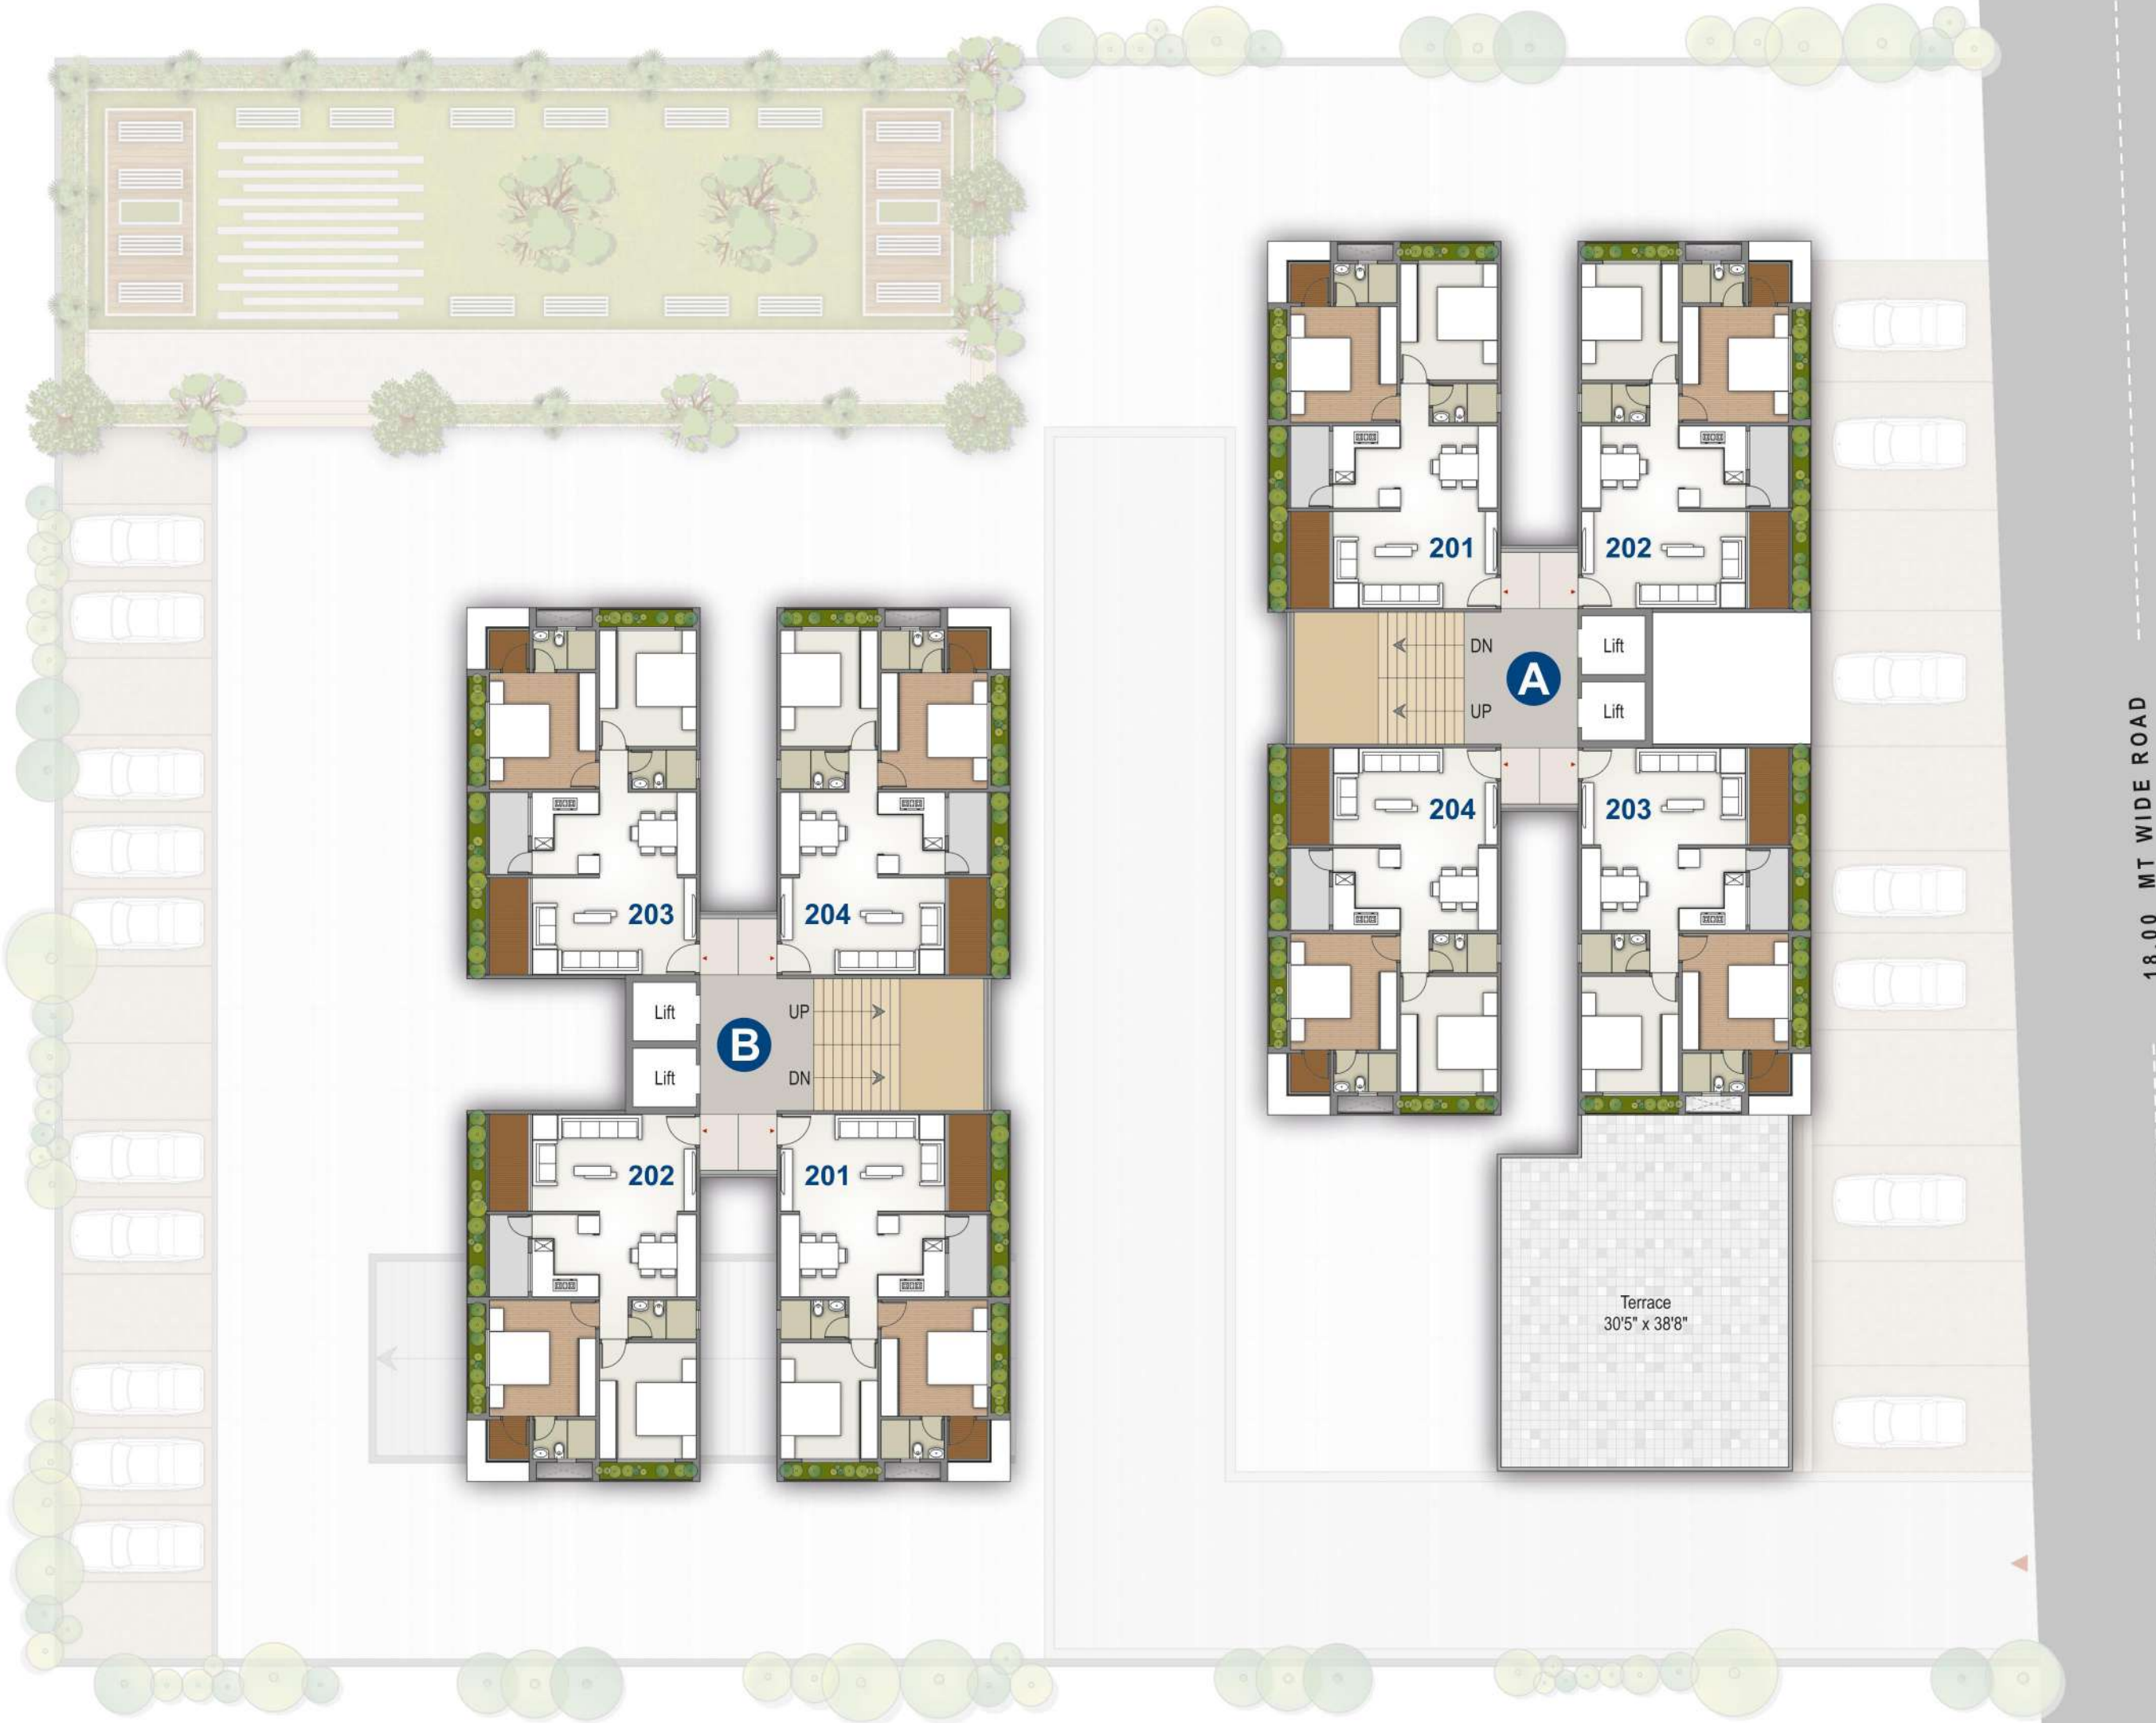 201
202
DN
Lift
A
UP
Lift
204
203
18.00 MT WIDE ROAD
203
204
Lift
UP
B
Lift
DN
202
201
Terrace
30'5" x 38'8"